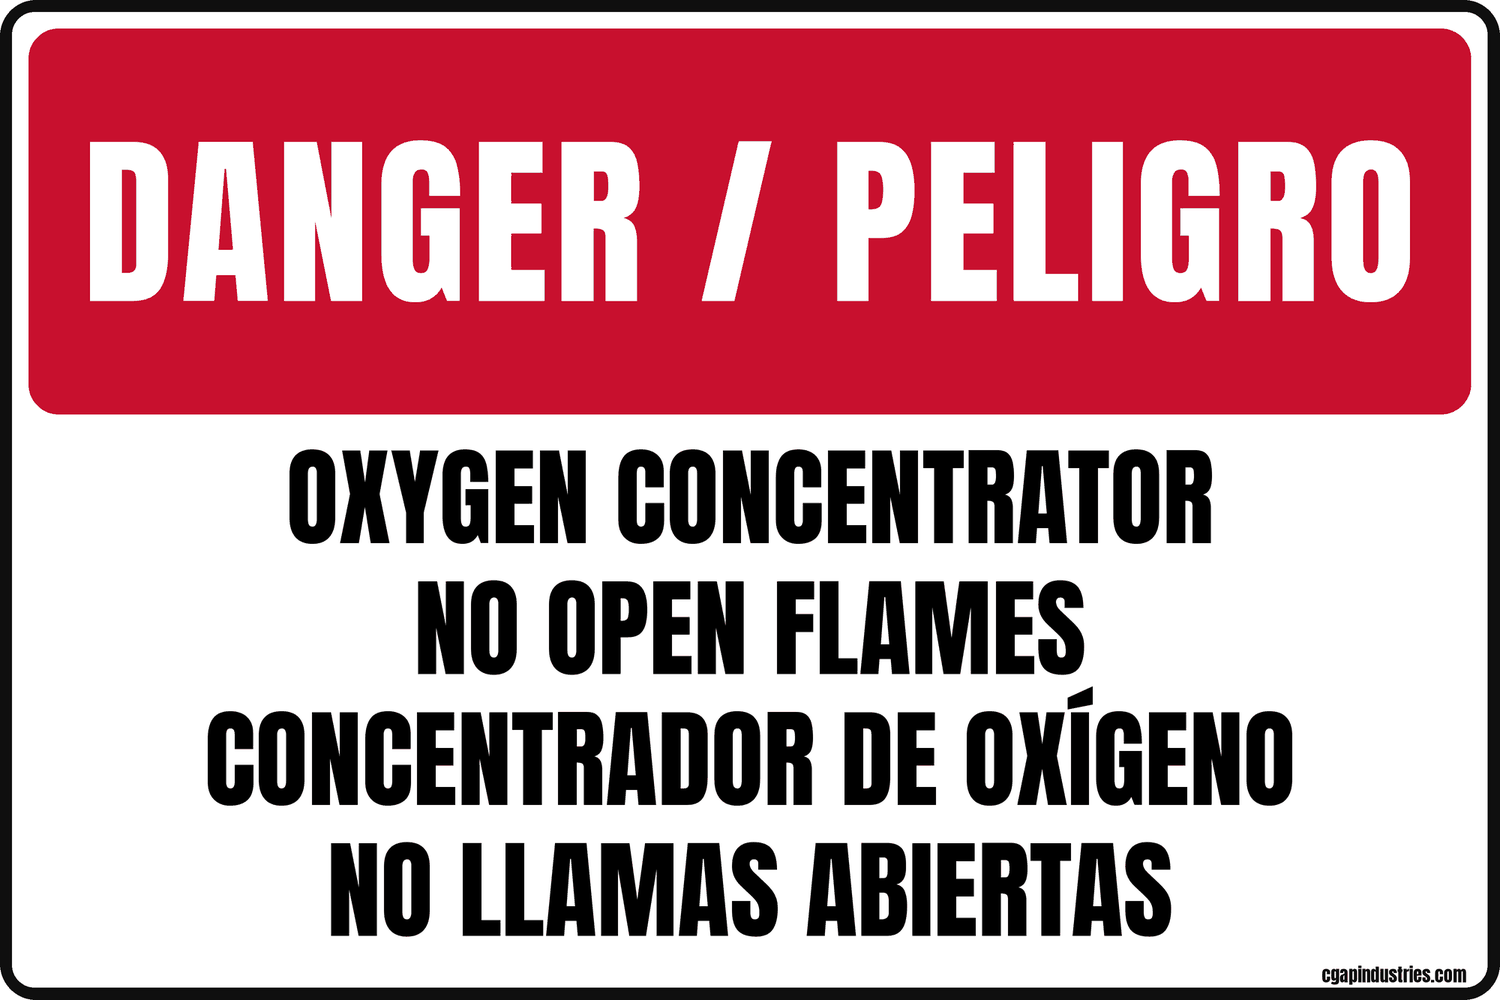 DANGER / PELIGRO
OXYGEN CONCENTRATOR
NO OPEN FLAMES
CONCENTRADOR DE OXÍGENO
NO LLAMAS ABIERTAS
cgapindustries.com